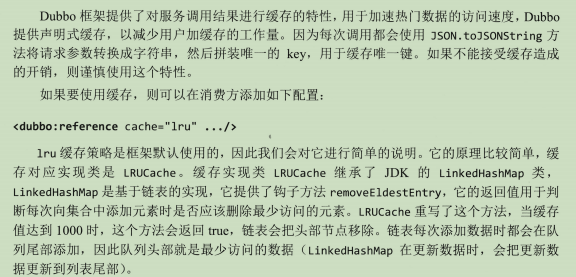 Dubbo 框架提供了对服务调用结果进行缓存的特性，用于加速热门数据的访问速度，Dubbo
提供声明式缓存，以减少用户加缓存的工作量。因为每次调用都会使用 JSON.toJSONString 方
法将请求参数转换成字符串，然后拼装唯一的 key，用于缓存唯一键。如果不能接受缓存造成
的开销，则谨慎使用这个特性。
如果要使用缓存，则可以在消费方添加如下配置：
<dubbo:reference cache="lru" .../>
lru 缓存策略是框架默认使用的，因此我们会对它进行简单的说明。它的原理比较简单，缓
存对应实现类是 LRUCache。缓存实现类 LRUCache 继承了 JDK 的 LinkedHashMap 类，
LinkedHashMap 是基于链表的实现，它提供了钩子方法 removeEldestEntry，它的返回值用于判
断每次向集合中添加元素时是否应该删除最少访问的元素。LRUCache 重写了这个方法，当缓存
值达到 1000 时，这个方法会返回 true，链表会把头部节点移除。链表每次添加数据时都会在队
列尾部添加，因此队列头部就是最少访问的数据（LinkedHashMap 在更新数据时，会把更新数
据更新到列表尾部）。